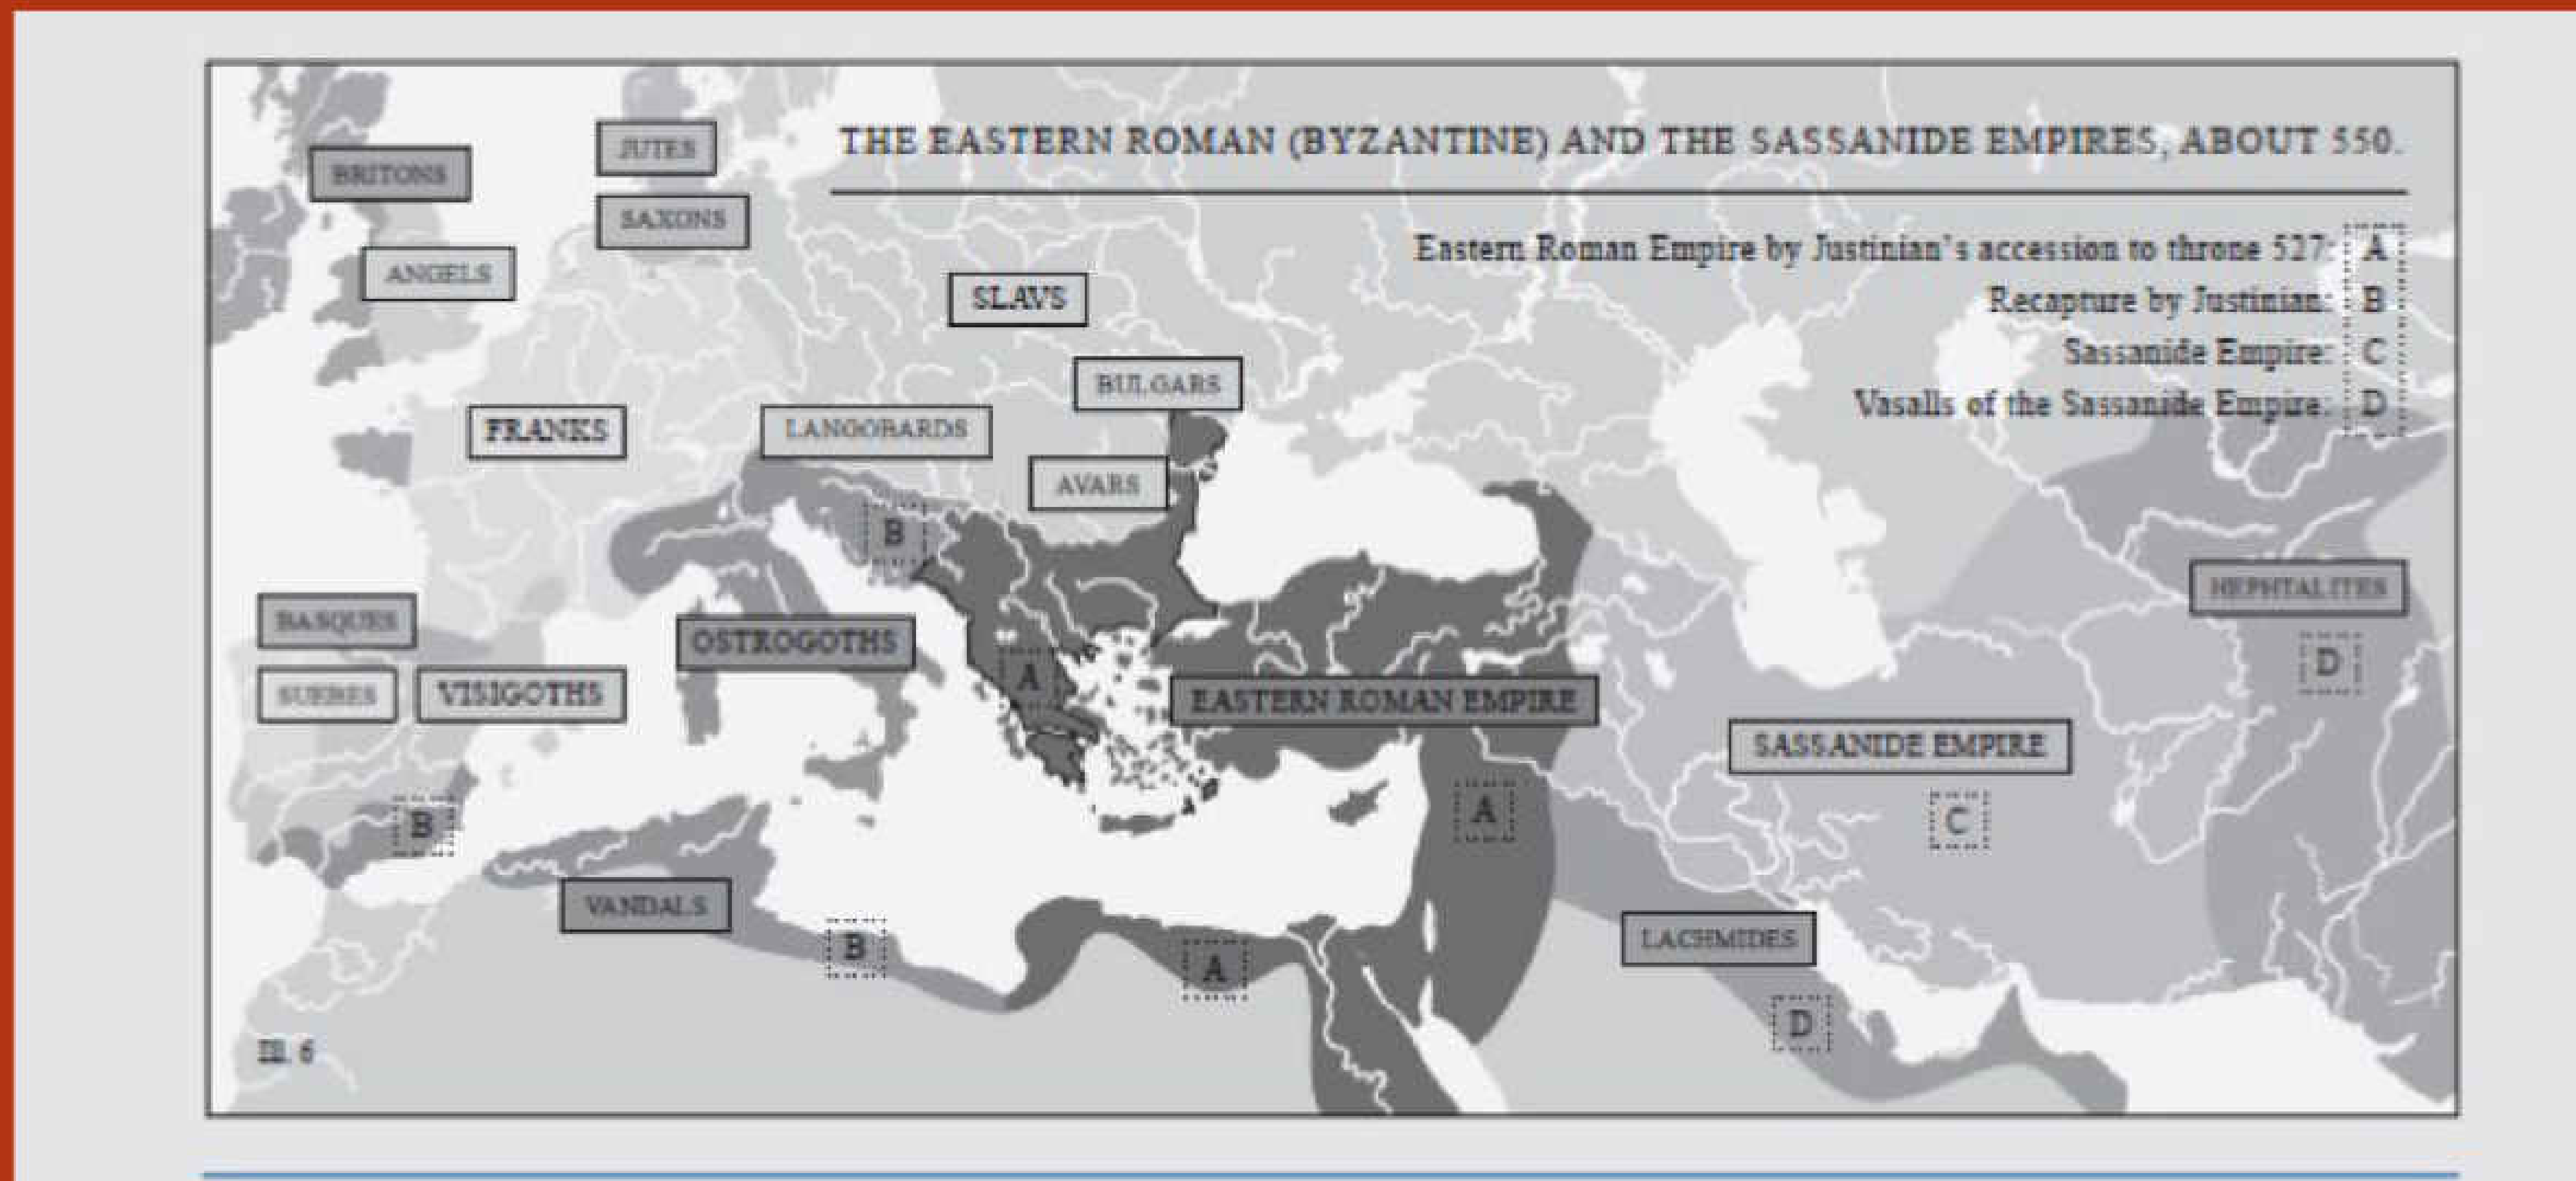 THE EASTERN ROMAN (BYZANTINE) AND THE SASSANIDE EMPIRES, ABOUT 550.
Eastern Roman Empire by Justinian's accession to throne 527: A
Recapture by Justinian: B
Sassanide Empire: C
Vasalls of the Sassanide Empire: D
JUTES
BRITONS
SAXONS
ANGELS
SLAVS
BULGARS
FRANKS
LANGOBARDS
AVARS
B
HEPHTALITES
D
BASQUES
OSTROGOTHS
SUEBES
VISIGOTHS
A
EASTERN ROMAN EMPIRE
SASSANIDE EMPIRE
C
B
A
VANDALS
B
A
LACHMIDES
D
Ill. 6